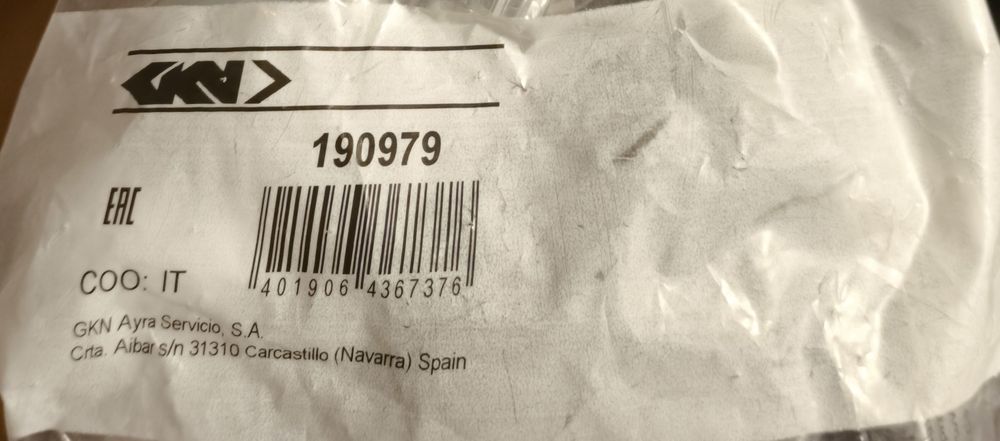 GKN
190979
EAC
401906 4367376
COO: IT
GKN Ayra Servicio, S.A.
Crta. Aibar s/n 31310 Carcastillo (Navarra) Spain